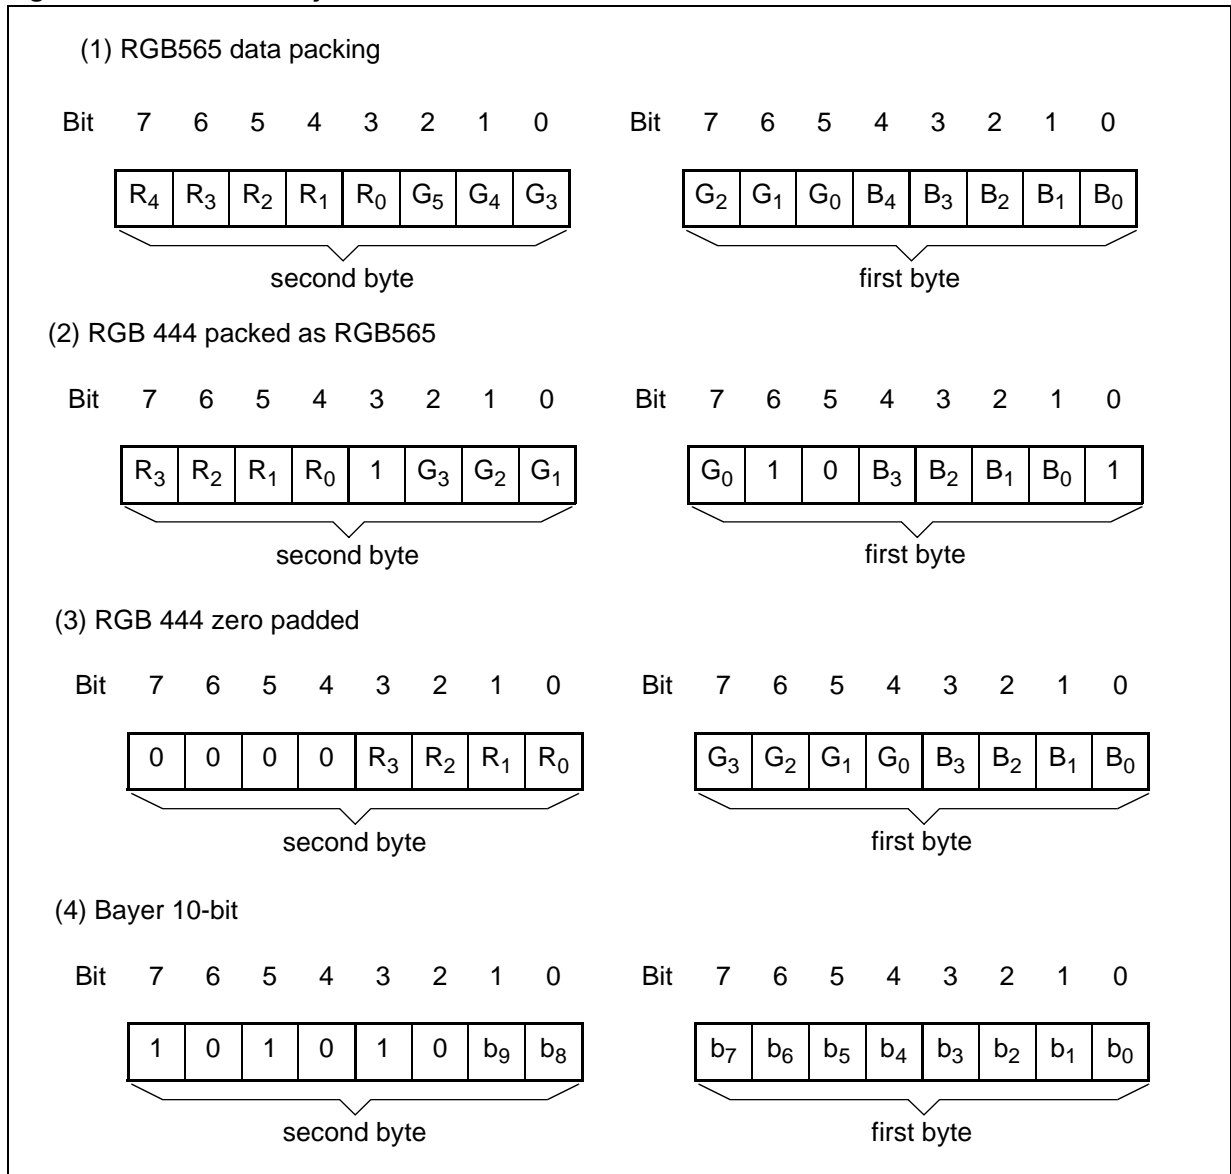 (1) RGB565 data packing
Bit 7 6 5 4 3 2 1 0 Bit 7 6 5 4 3 2 1 0
R4 R3 R2 R1 R0 G5 G4 G3 G2 G1 G0 B4 B3 B2 B1 B0
second byte first byte
(2) RGB 444 packed as RGB565
Bit 7 6 5 4 3 2 1 0 Bit 7 6 5 4 3 2 1 0
R3 R2 R1 R0 1 G3 G2 G1 G0 1 0 B3 B2 B1 B0 1
second byte first byte
(3) RGB 444 zero padded
Bit 7 6 5 4 3 2 1 0 Bit 7 6 5 4 3 2 1 0
0 0 0 0 R3 R2 R1 R0 G3 G2 G1 G0 B3 B2 B1 B0
second byte first byte
(4) Bayer 10-bit
Bit 7 6 5 4 3 2 1 0 Bit 7 6 5 4 3 2 1 0
1 0 1 0 1 0 b9 b8 b7 b6 b5 b4 b3 b2 b1 b0
second byte first byte